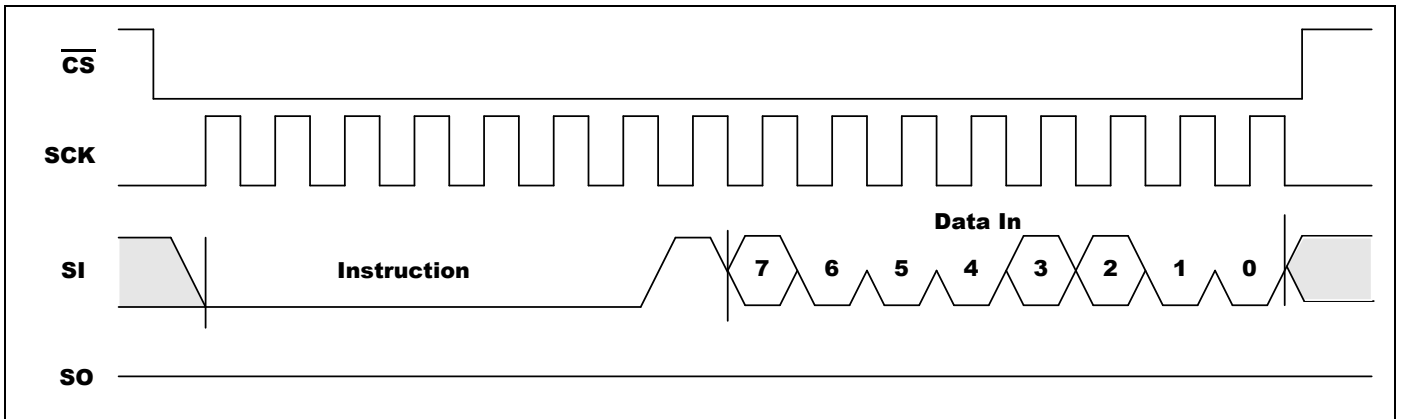 CS
SCK
Data In
SI Instruction 7 6 5 4 3 2 1 0
SO